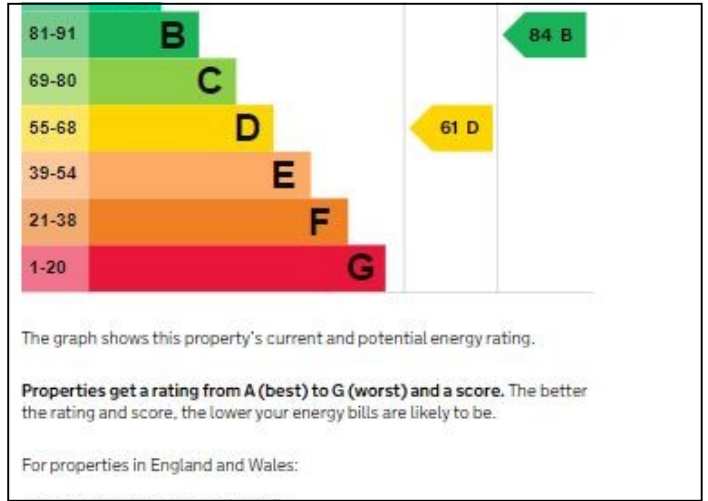 81-91 B 84 B
69-80 C
55-68 D 61 D
39-54 E
21-38 F
1-20 G
The graph shows this property's current and potential energy rating.
Properties get a rating from A (best) to G (worst) and a score. The better
the rating and score, the lower your energy bills are likely to be.
For properties in England and Wales: